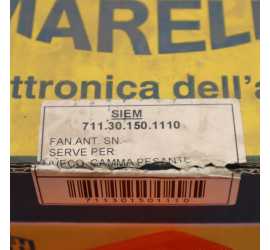 MARELL
ttronica dell'a
SIEM
711.30.150.1110
FAN.ANT. SN.
SERVE PER
IVECO GAMMA PESANTE
711301501110